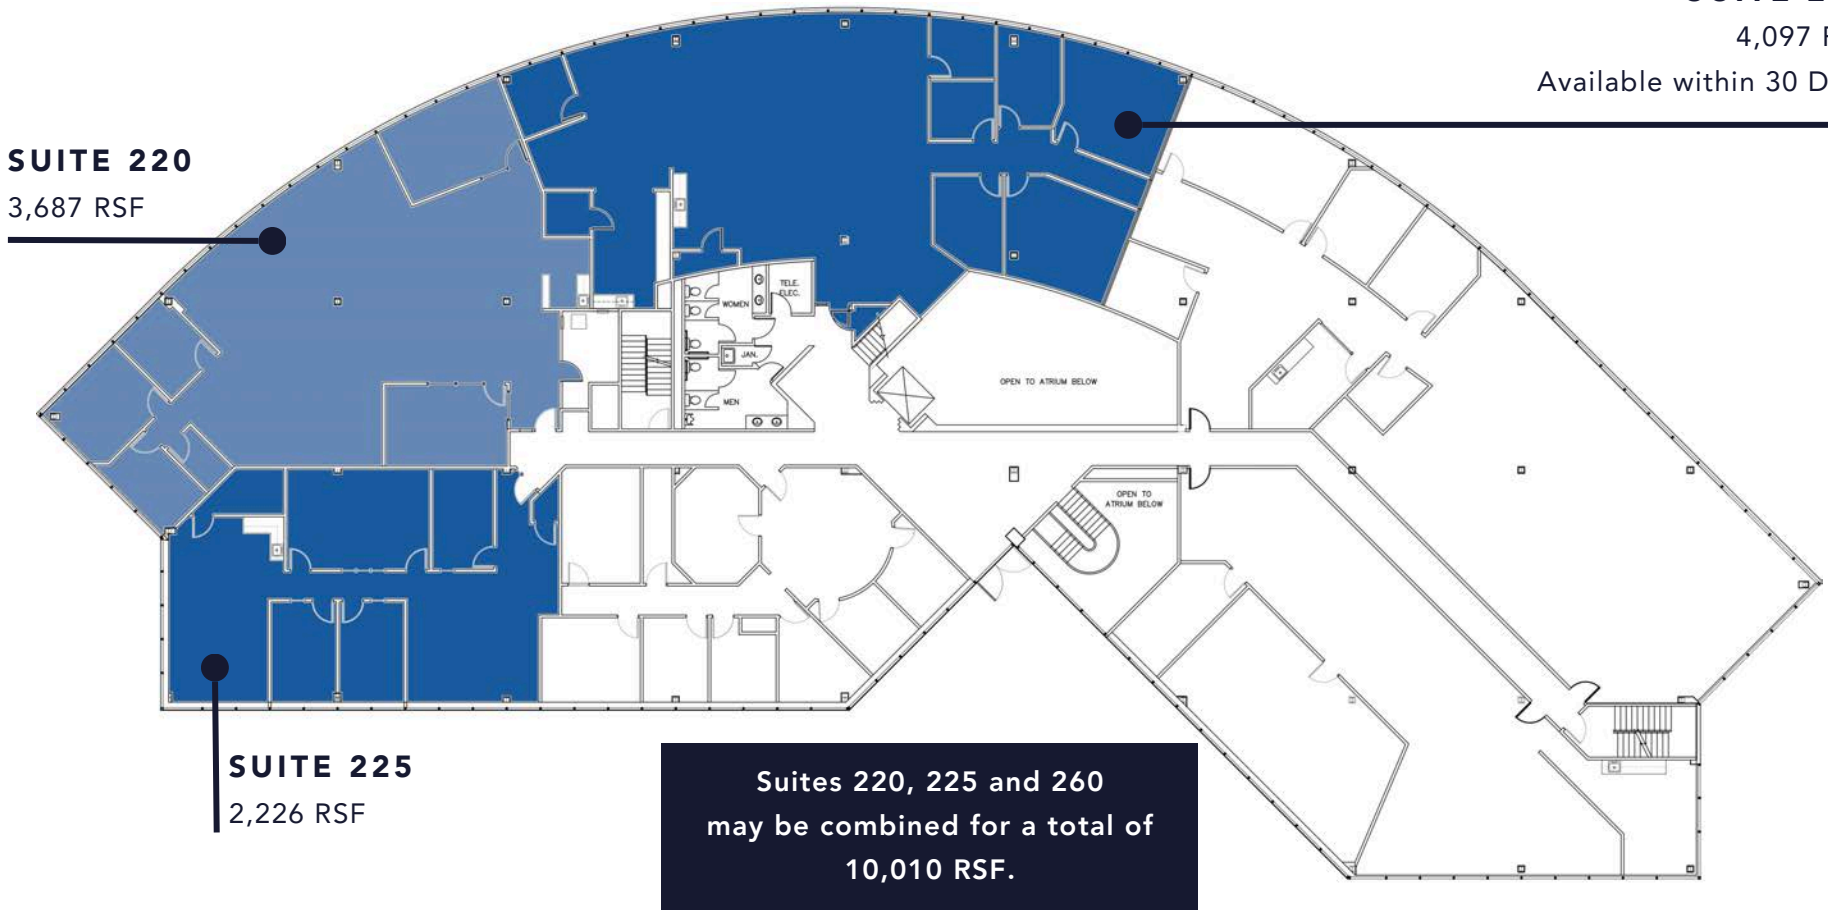 4,097
Available within 30
SUITE 220
3,687 RSF
WOMEN
TELE.
ELEC.
JAN.
MEN
OPEN TO ATRIUM BELOW
OPEN TO
ATRIUM BELOW
SUITE 225
2,226 RSF
Suites 220, 225 and 260
may be combined for a total of
10,010 RSF.